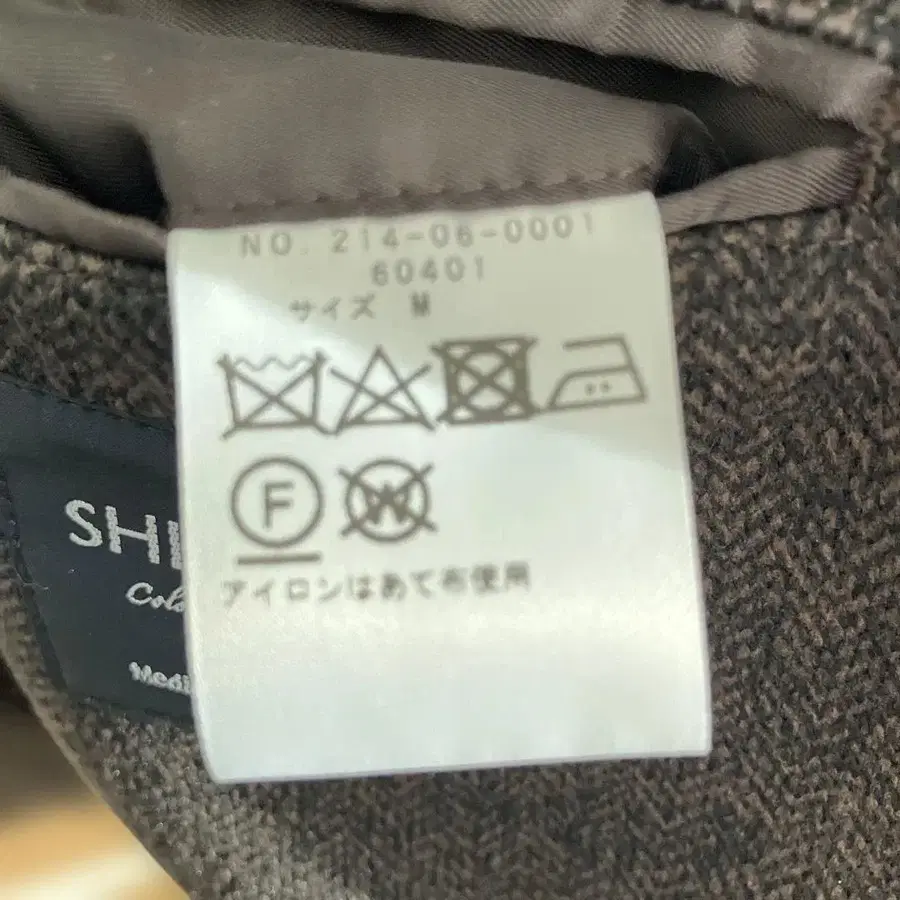 NO. 214-06-0001
60401
サイズ M
F W
アイロンはあて布使用
SHI
Colo
Medi